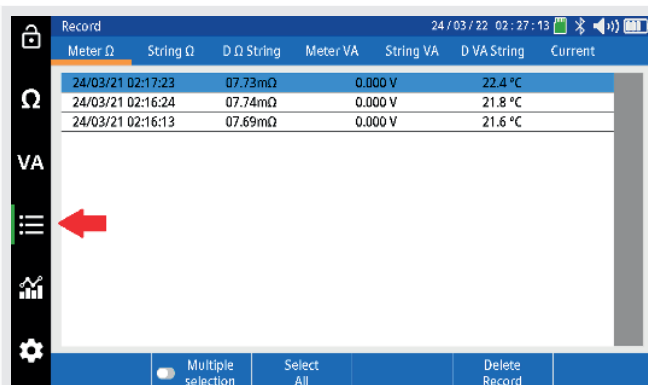 Record 24/03/22 02:27:13
Meter Ω String Ω D Ω String Meter VA String VA D VA String Current
24/03/21 02:17:23 07.73mΩ 0.000 V 22.4 °C
Ω 24/03/21 02:16:24 07.74mΩ 0.000 V 21.8 °C
24/03/21 02:16:13 07.69mΩ 0.000 V 21.6 °C
VA
Multiple selection
Select All
Delete Record